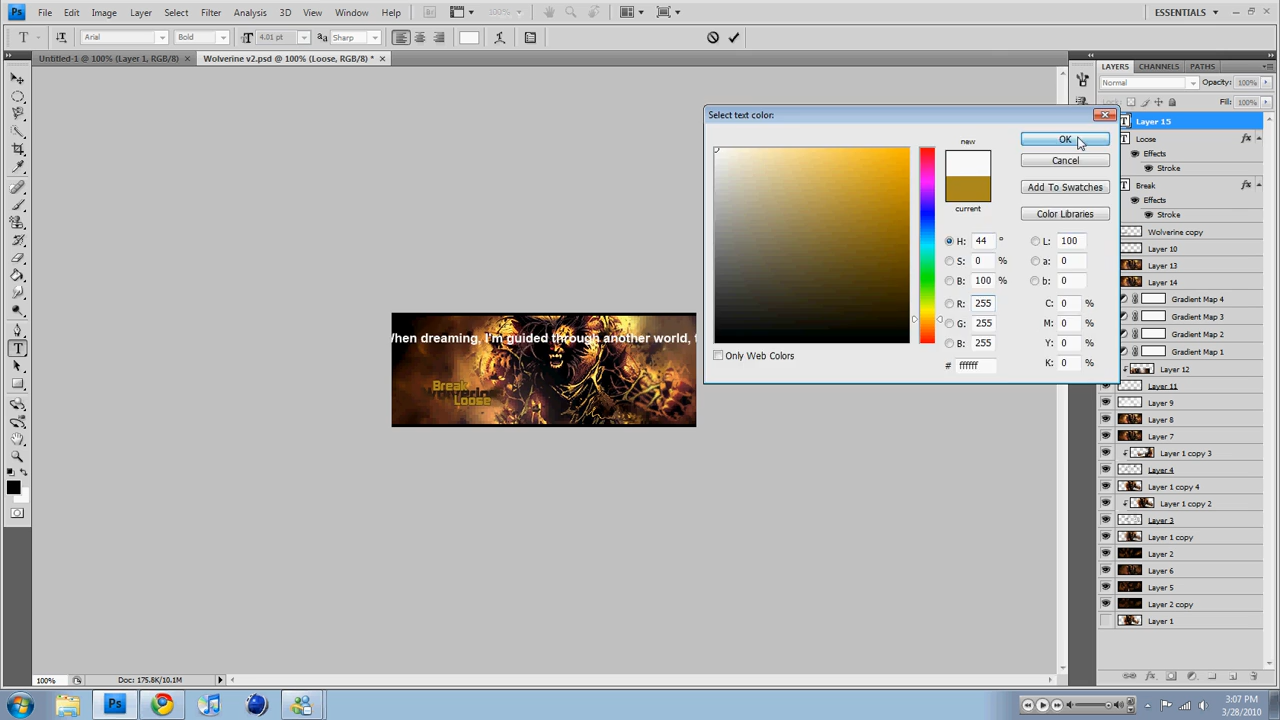 File Edit Image Layer Select Filter Analysis 3D View Window Help 100% ESSENTIALS
Arial Bold 4.01 pt Sharp
Untitled-1 @ 100% (Layer 1, RGB/8) Wolverine v2.psd @ 100% (Loose, RGB/8) *
LAYERS CHANNELS PATHS
Normal Opacity: 100%
Fill: 100%
Select text color:
new
current
OK
Cancel
Add To Swatches
Color Libraries
H: 44 ° L: 100
S: 0 % a: 0
B: 100 % b: 0
R: 255 C: 0 %
G: 255 M: 0 %
B: 255 Y: 0 %
# ffffff K: 0 %
Only Web Colors
When dreaming, I'm guided through another world,
Break
Loose
Layer 15
Loose
Effects
Stroke
Break
Effects
Stroke
Wolverine copy
Layer 10
Layer 13
Layer 14
Gradient Map 4
Gradient Map 3
Gradient Map 2
Gradient Map 1
Layer 12
Layer 11
Layer 9
Layer 8
Layer 7
Layer 1 copy 3
Layer 4
Layer 1 copy 4
Layer 1 copy 2
Layer 3
Layer 1 copy
Layer 2
Layer 6
Layer 5
Layer 2 copy
Layer 1
100% Doc: 175.8K/10.1M
3:07 PM
3/28/2010